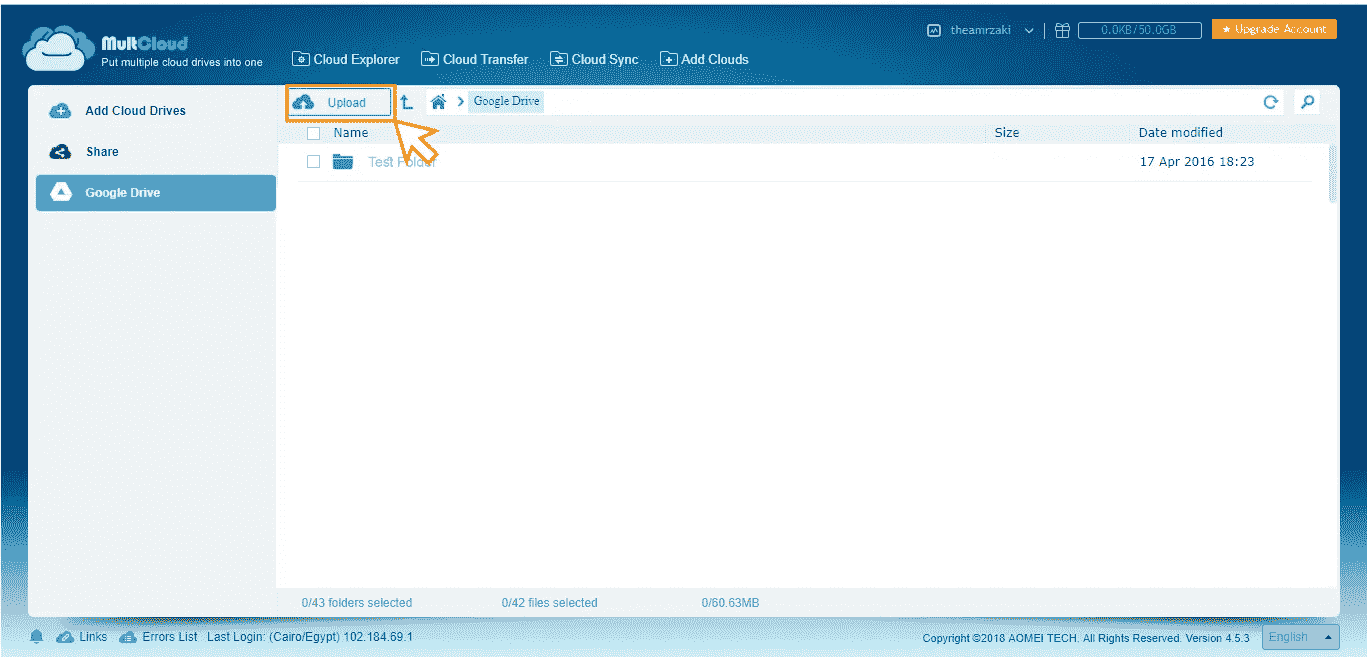 MultCloud
Put multiple cloud drives into one
Cloud Explorer Cloud Transfer Cloud Sync Add Clouds
theamrzaki 0.0KB/50.0GB Upgrade Account
Add Cloud Drives
Share
Google Drive
Upload Google Drive
Name Size Date modified
Test Folder 17 Apr 2016 18:23
0/43 folders selected 0/42 files selected 0/60.63MB
Links Errors List Last Login: (Cairo/Egypt) 102.184.69.1
Copyright ©2018 AOMEI TECH. All Rights Reserved. Version 4.5.3 English